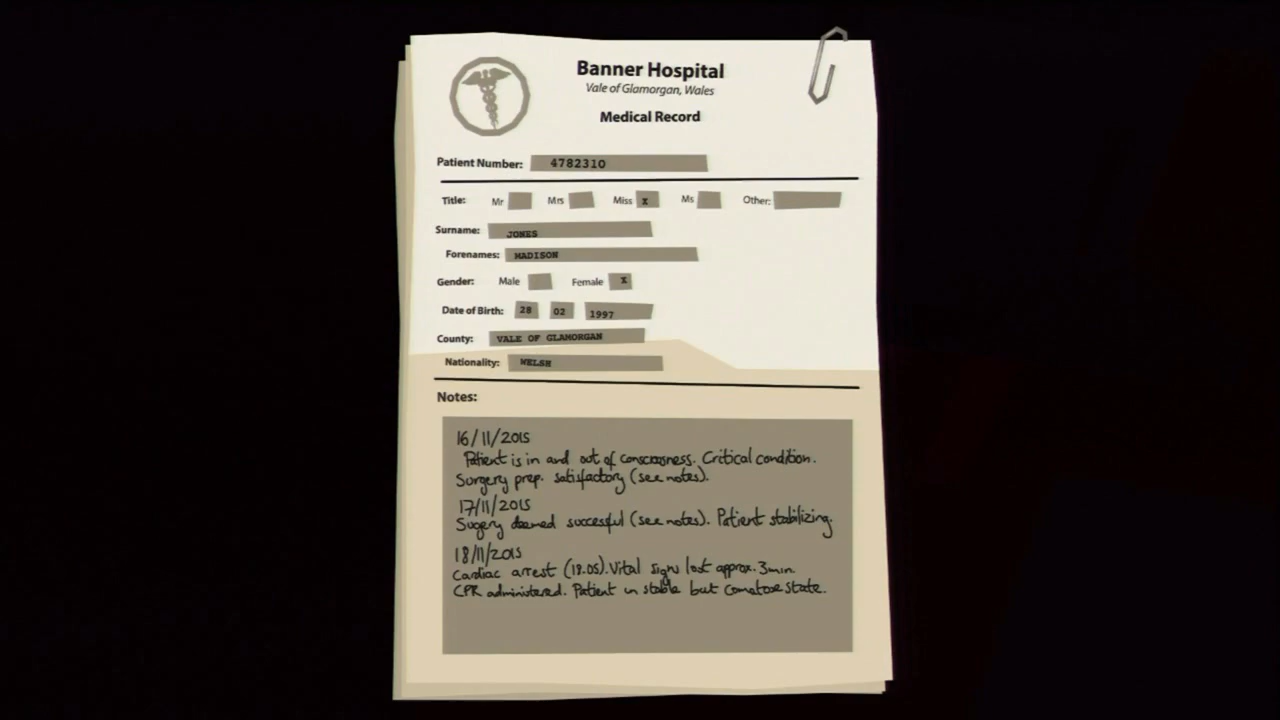 Banner Hospital
Vale of Glamorgan, Wales
Medical Record
Patient Number: 4782310
Title: Mr Mrs Miss X Ms Other:
Surname: JONES
Forenames: MADISON
Gender: Male Female X
Date of Birth: 28 02 1997
County: VALE OF GLAMORGAN
Nationality: WELSH
Notes:
16/11/2015
Patient is in and out of consciosness. Critical condition.
Surgery prep. satisfactory (see notes).
17/11/2015
Sugery deemed successful (see notes). Patient stabilizing.
18/11/2015
Cardiac arrest (18.05). Vital signs lost approx. 3min.
CPR administered. Patient in stable but comatose state.